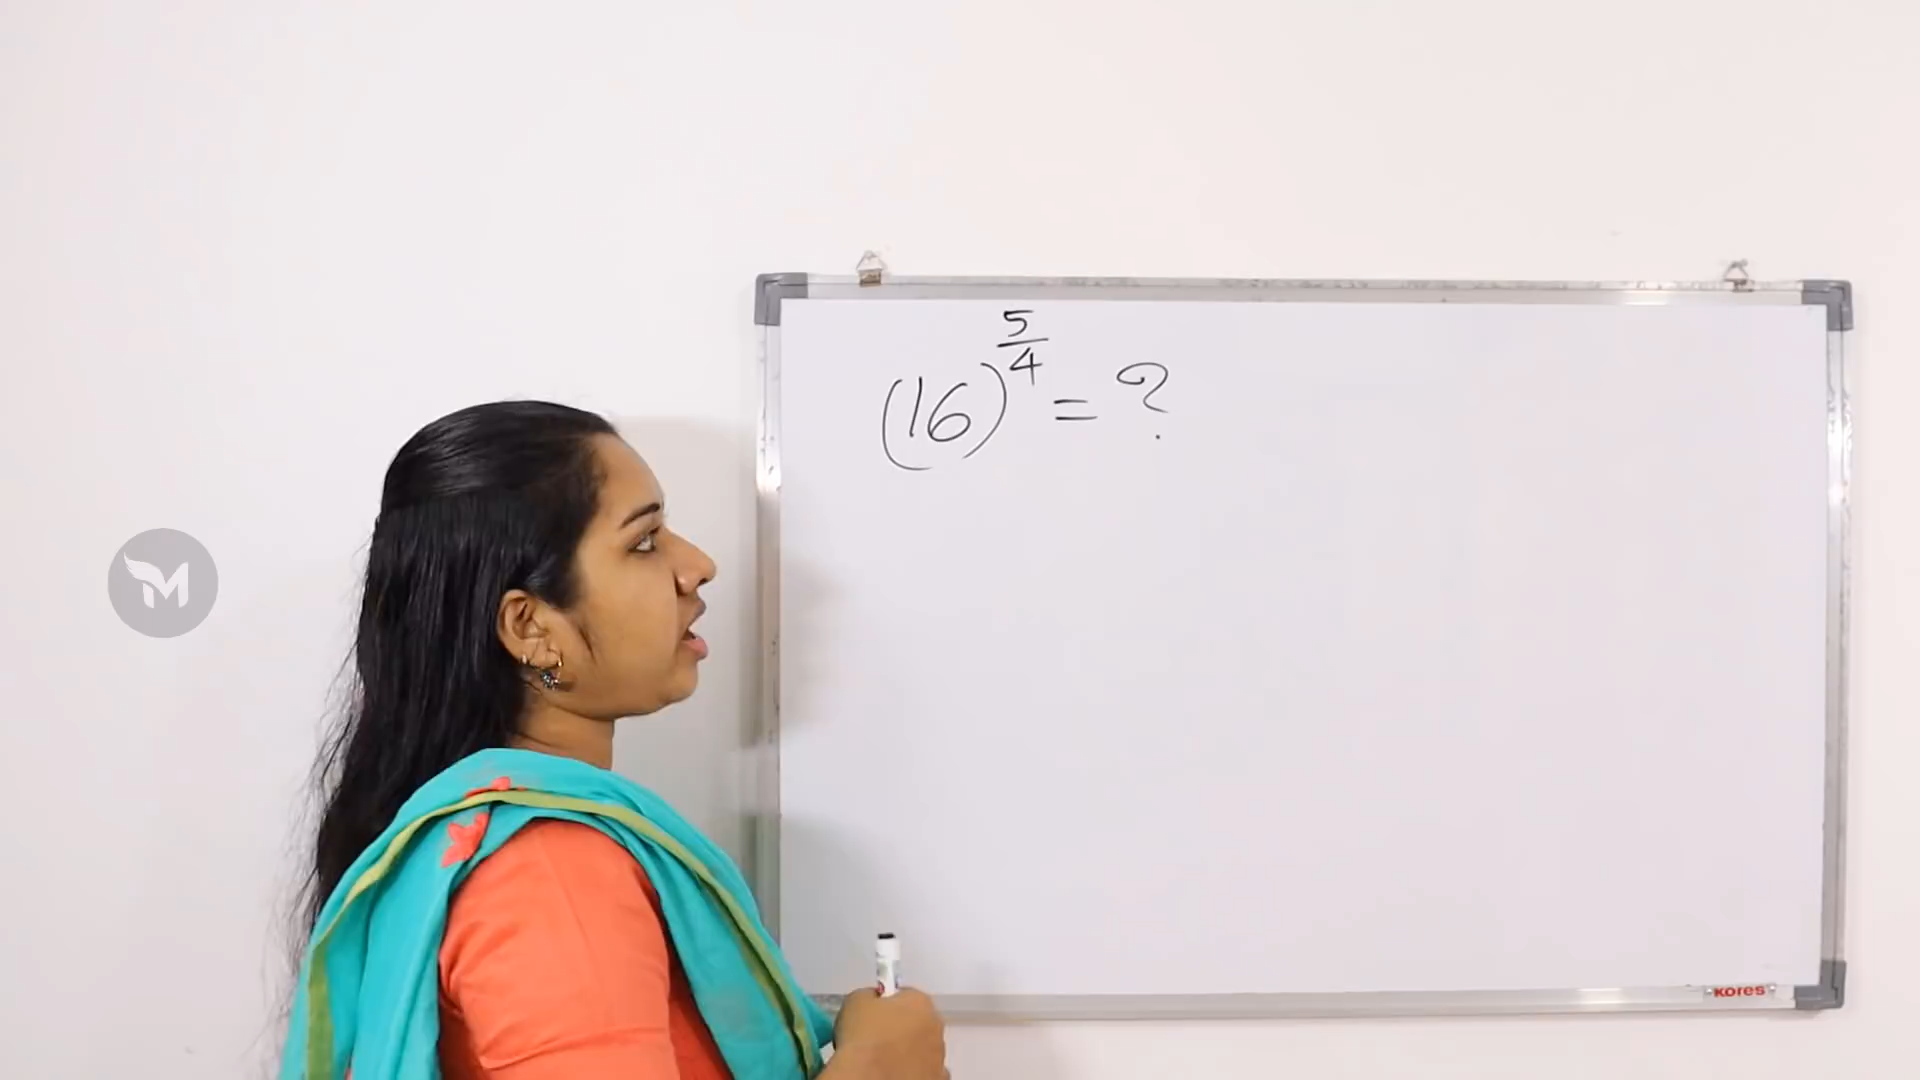 (16)^{5/4} = ?
M
KORES